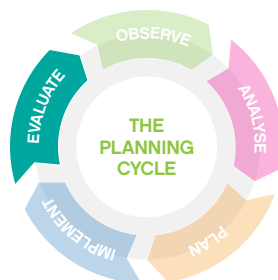 OBSERVE
ANALYSE
PLAN
IMPLEMENT
EVALUATE
THE
PLANNING
CYCLE